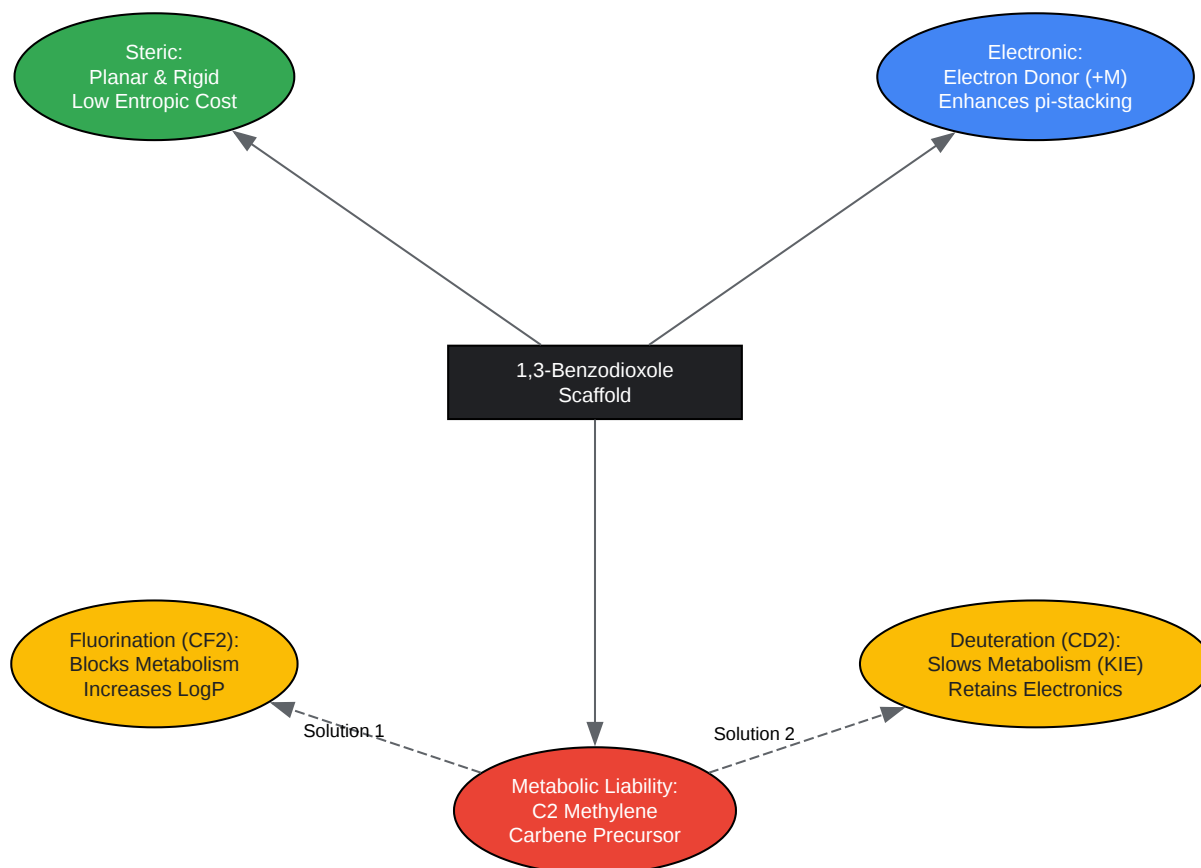 Steric:
Planar & Rigid
Low Entropic Cost
Electronic:
Electron Donor (+M)
Enhances pi-stacking
1,3-Benzodioxole
Scaffold
Fluorination (CF2):
Blocks Metabolism
Increases LogP
Deuteration (CD2):
Slows Metabolism (KIE)
Retains Electronics
Solution 1
Solution 2
Metabolic Liability:
C2 Methylene
Carbene Precursor